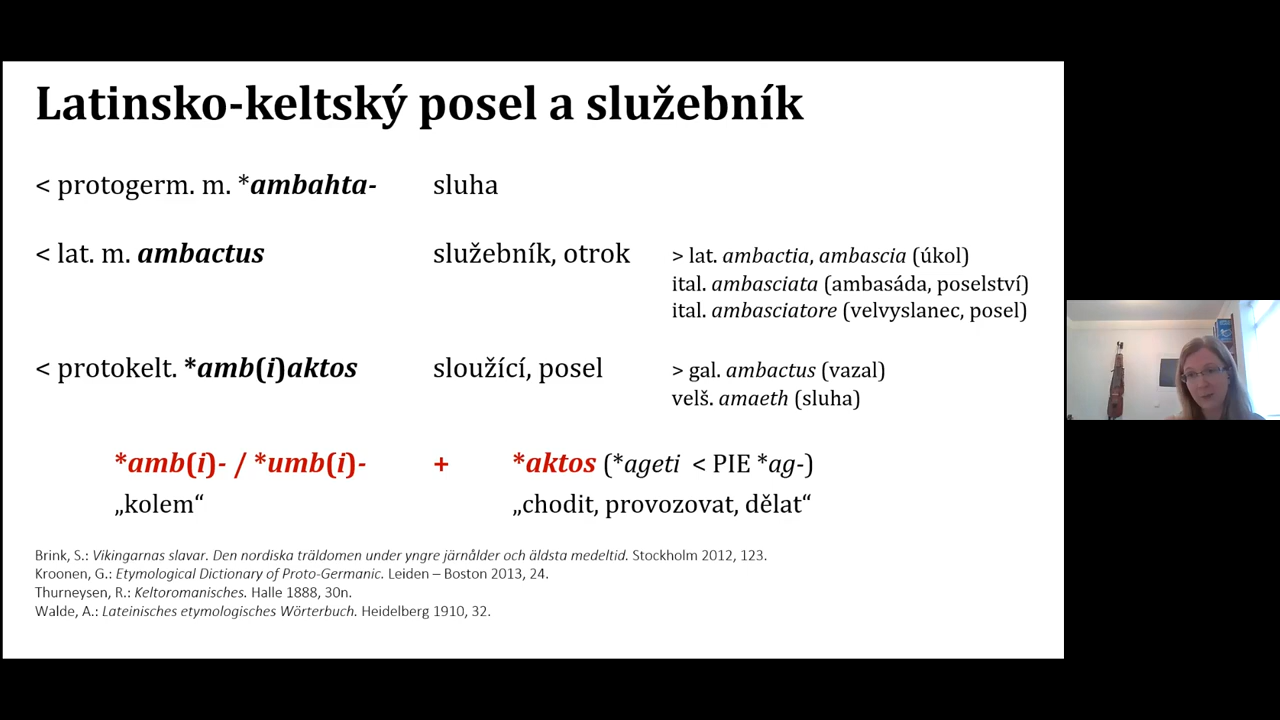 Latinsko-keltský posel a služebník
< protogerm. m. *ambahta- sluha
< lat. m. ambactus služebník, otrok > lat. ambactia, ambascia (úkol)
ital. ambasciata (ambasáda, poselství)
ital. ambasciatore (velvyslanec, posel)
< protokelt. *amb(i)aktos sloužící, posel > gal. ambactus (vazal)
velš. amaeth (sluha)
*amb(i)- / *umb(i)- + *aktos (*ageti < PIE *ag-)
„kolem“ „chodit, provozovat, dělat“
Brink, S.: Vikingarnas slavar. Den nordiska träldomen under yngre järnålder och äldsta medeltid. Stockholm 2012, 123.
Kroonen, G.: Etymological Dictionary of Proto-Germanic. Leiden – Boston 2013, 24.
Thurneysen, R.: Keltoromanisches. Halle 1888, 30n.
Walde, A.: Lateinisches etymologisches Wörterbuch. Heidelberg 1910, 32.